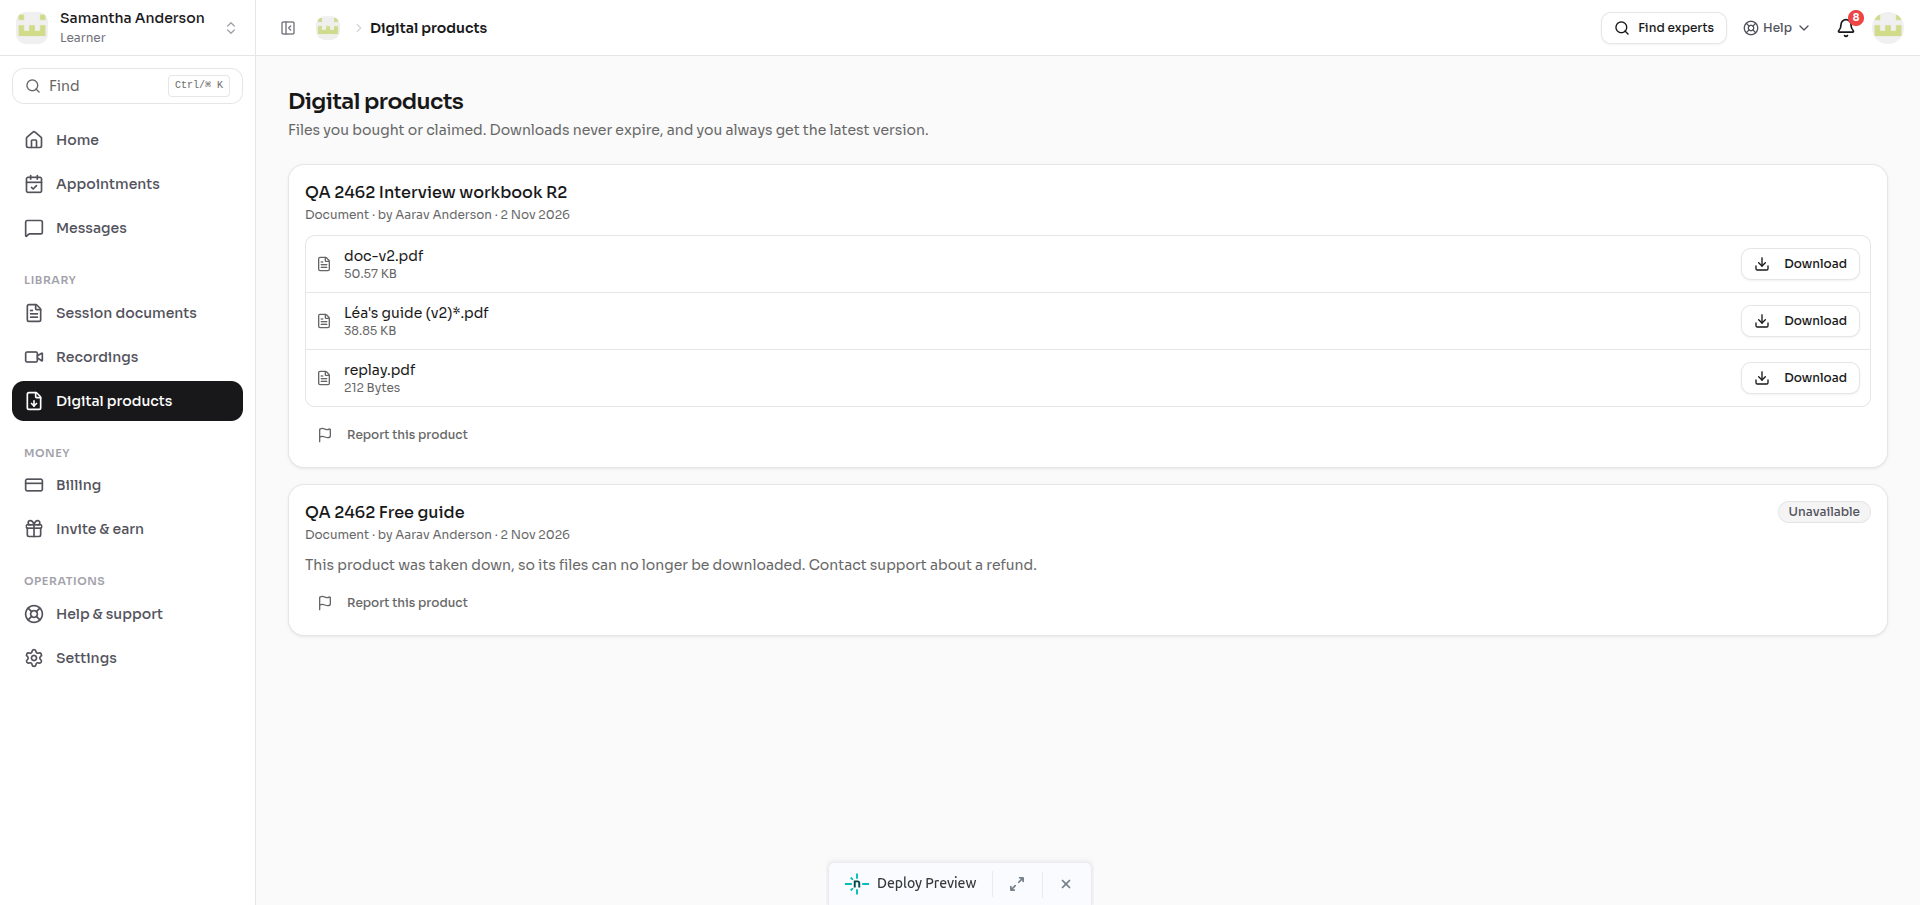 Samantha Anderson
Learner
Find
Ctrl/⌘ K
Home
Appointments
Messages
LIBRARY
Session documents
Recordings
Digital products
MONEY
Billing
Invite & earn
OPERATIONS
Help & support
Settings
Digital products
Find experts
Help
8
Digital products
Files you bought or claimed. Downloads never expire, and you always get the latest version.
QA 2462 Interview workbook R2
Document · by Aarav Anderson · 2 Nov 2026
doc-v2.pdf
50.57 KB
Download
Léa's guide (v2)*.pdf
38.85 KB
Download
replay.pdf
212 Bytes
Download
Report this product
QA 2462 Free guide
Unavailable
Document · by Aarav Anderson · 2 Nov 2026
This product was taken down, so its files can no longer be downloaded. Contact support about a refund.
Report this product
Deploy Preview